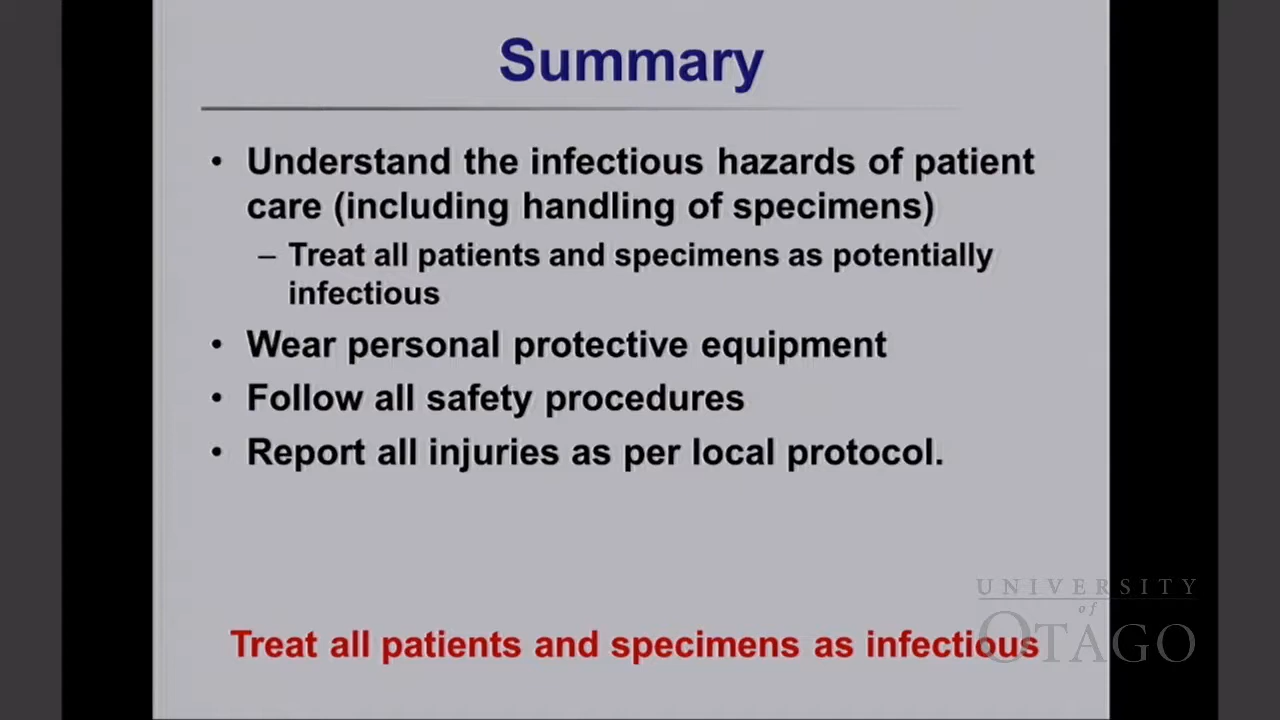 Summary
• Understand the infectious hazards of patient
care (including handling of specimens)
– Treat all patients and specimens as potentially
infectious
• Wear personal protective equipment
• Follow all safety procedures
• Report all injuries as per local protocol.
UNIVERSITY
of
OTAGO
Treat all patients and specimens as infectious